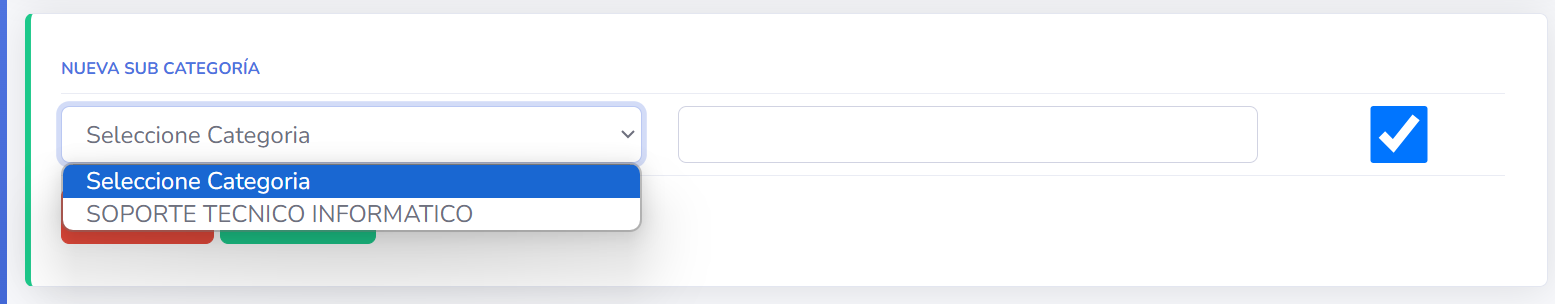 NUEVA SUB CATEGORÍA
Seleccione Categoria
Seleccione Categoria
SOPORTE TECNICO INFORMATICO